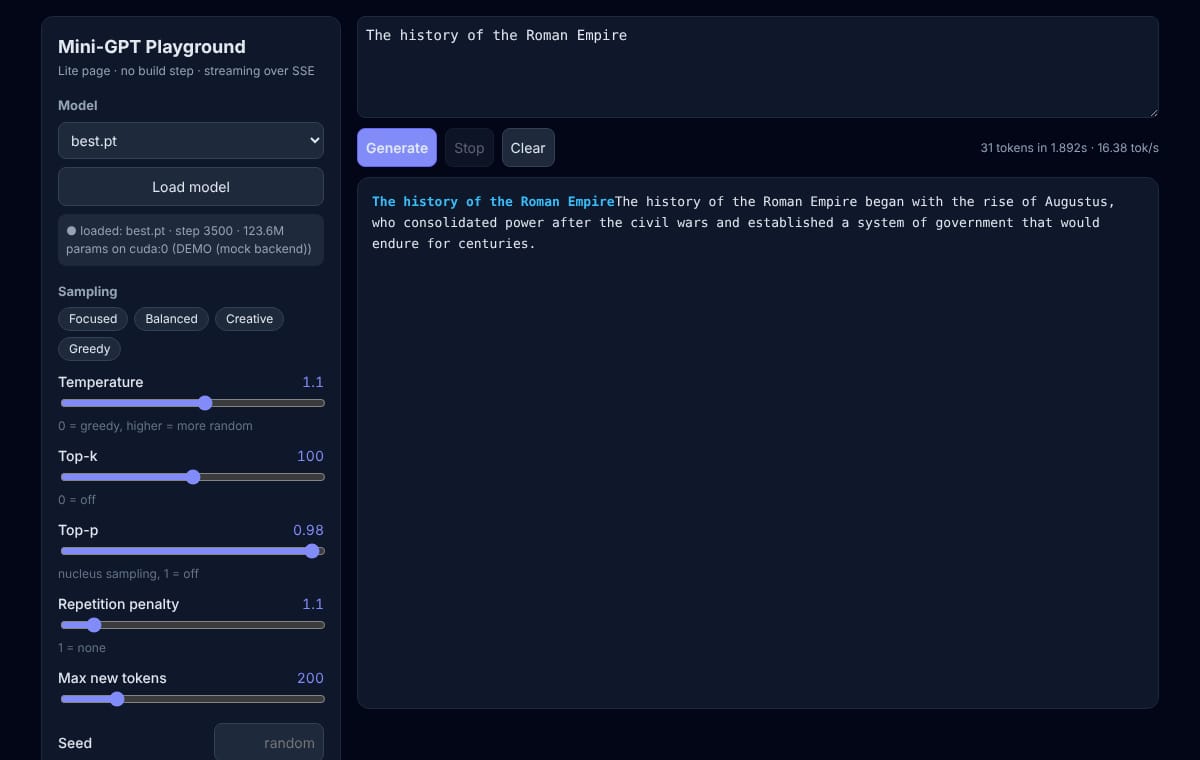 Mini-GPT Playground
Lite page · no build step · streaming over SSE
Model
best.pt
Load model
● loaded: best.pt · step 3500 · 123.6M
params on cuda:0 (DEMO (mock backend))
Sampling
Focused
Balanced
Creative
Greedy
Temperature 1.1
0 = greedy, higher = more random
Top-k 100
0 = off
Top-p 0.98
nucleus sampling, 1 = off
Repetition penalty 1.1
1 = none
Max new tokens 200
Seed random
The history of the Roman Empire
Generate
Stop
Clear
31 tokens in 1.892s · 16.38 tok/s
The history of the Roman EmpireThe history of the Roman Empire began with the rise of Augustus,
who consolidated power after the civil wars and established a system of government that would
endure for centuries.